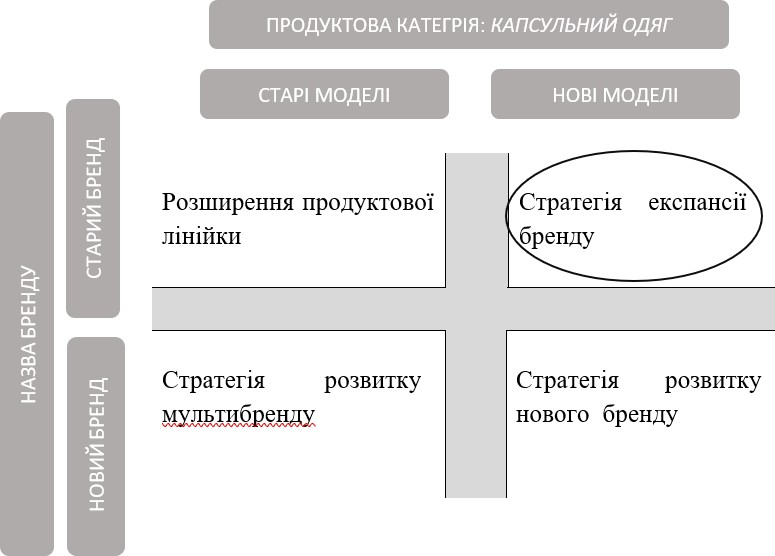 ПРОДУКТОВА КАТЕГРІЯ: КАПСУЛЬНИЙ ОДЯГ
СТАРІ МОДЕЛІ
НОВІ МОДЕЛІ
НАЗВА БРЕНДУ
СТАРИЙ БРЕНД
Розширення продуктової
лінійки
Стратегія експансії
бренду
НОВИЙ БРЕНД
Стратегія розвитку
мультибренду
Стратегія розвитку
нового бренду